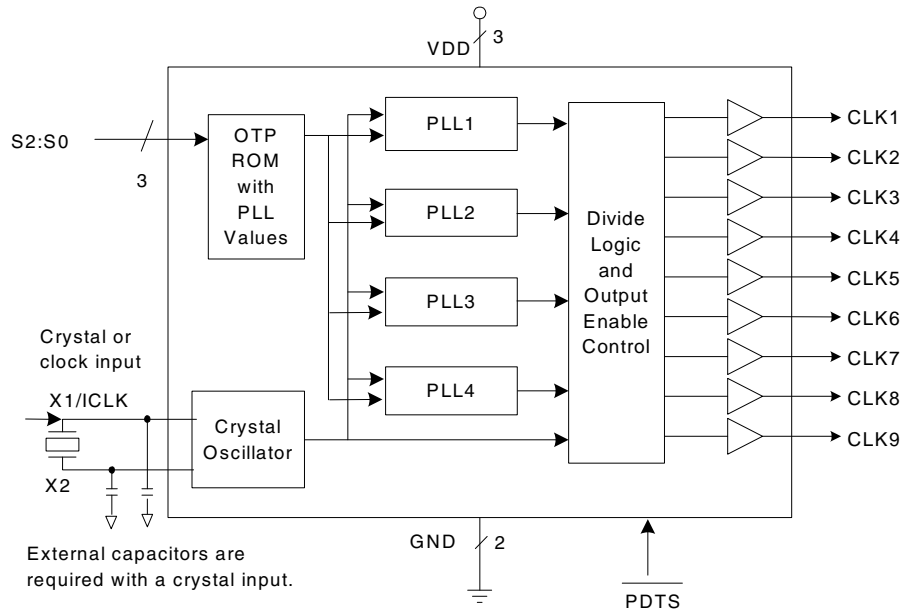 VDD
3
S2:S0
3
OTP
ROM
with
PLL
Values
PLL1
PLL2
PLL3
PLL4
Divide
Logic
and
Output
Enable
Control
CLK1
CLK2
CLK3
CLK4
CLK5
CLK6
CLK7
CLK8
CLK9
Crystal or
clock input
X1/ICLK
X2
Crystal
Oscillator
External capacitors are
required with a crystal input.
GND
2
PDTS